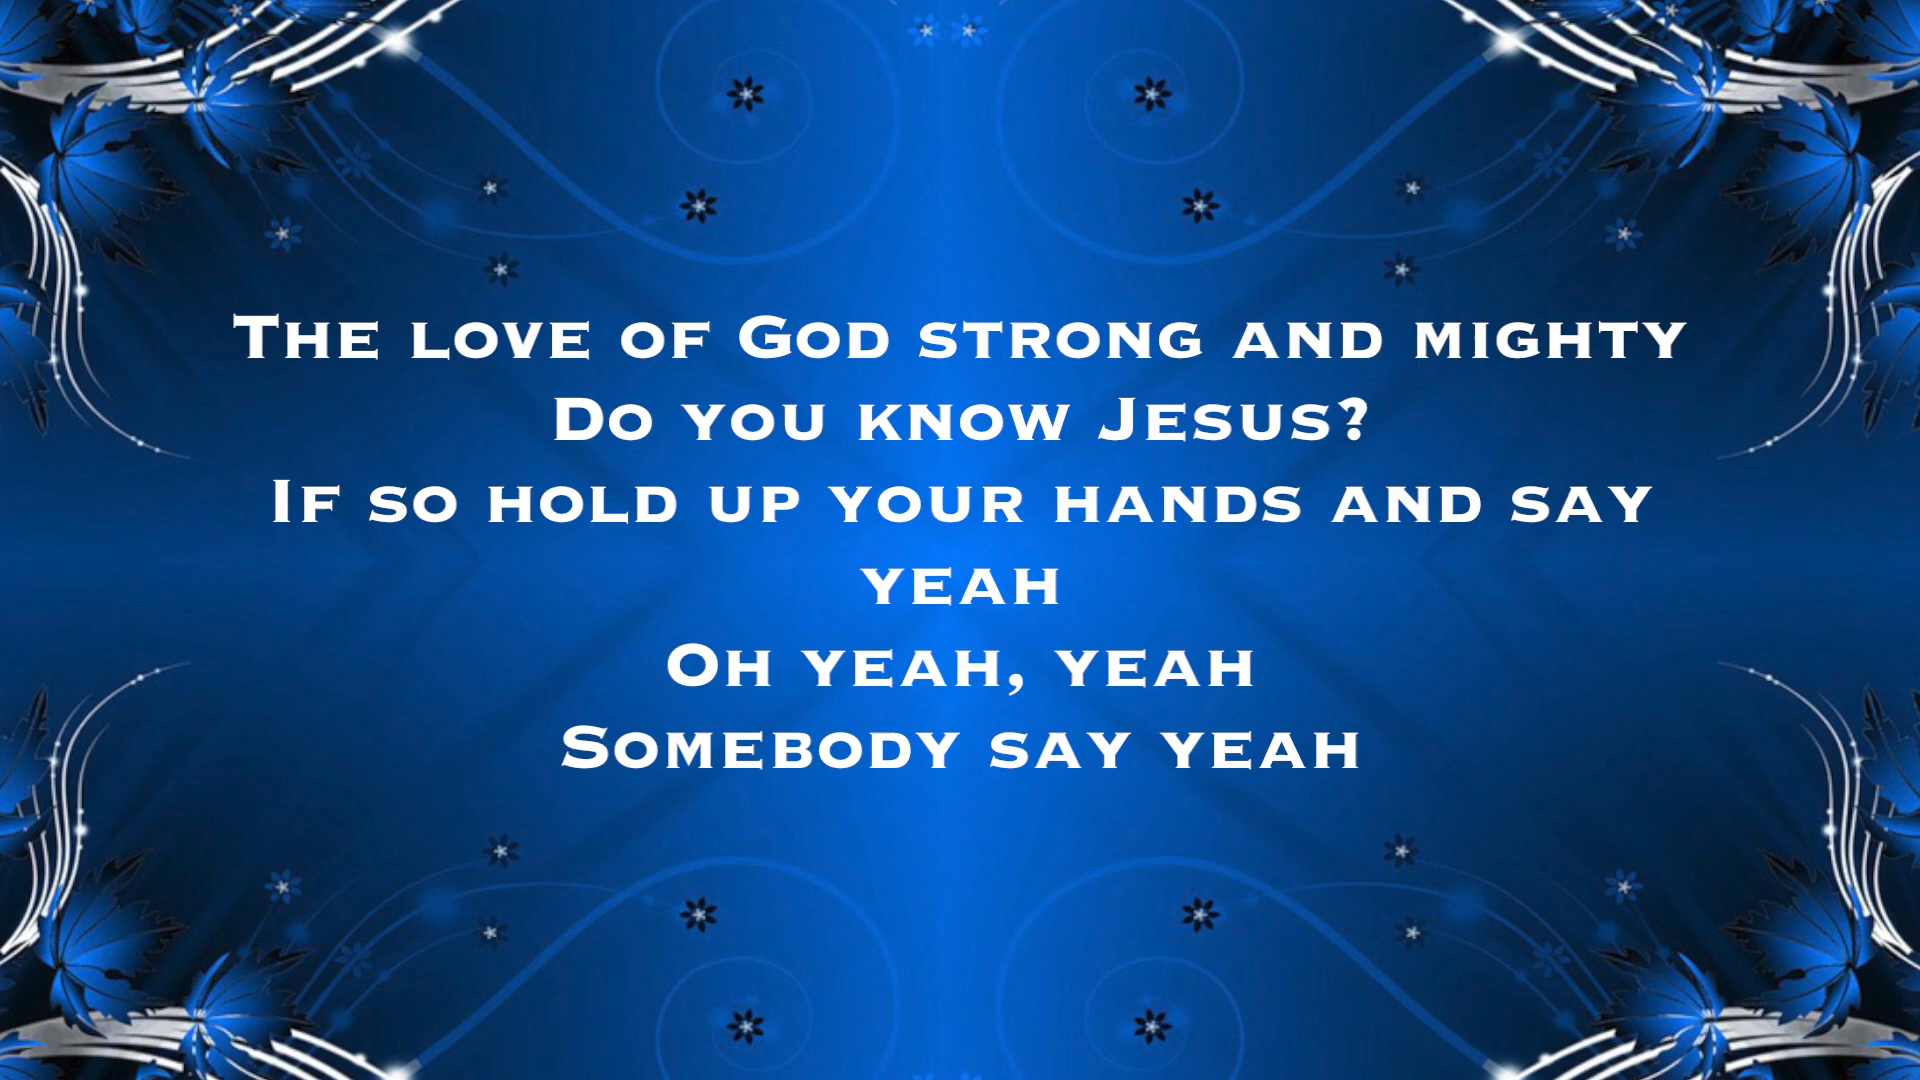 The love of God strong and mighty
Do you know Jesus?
If so hold up your hands and say
yeah
Oh yeah, yeah
Somebody say yeah